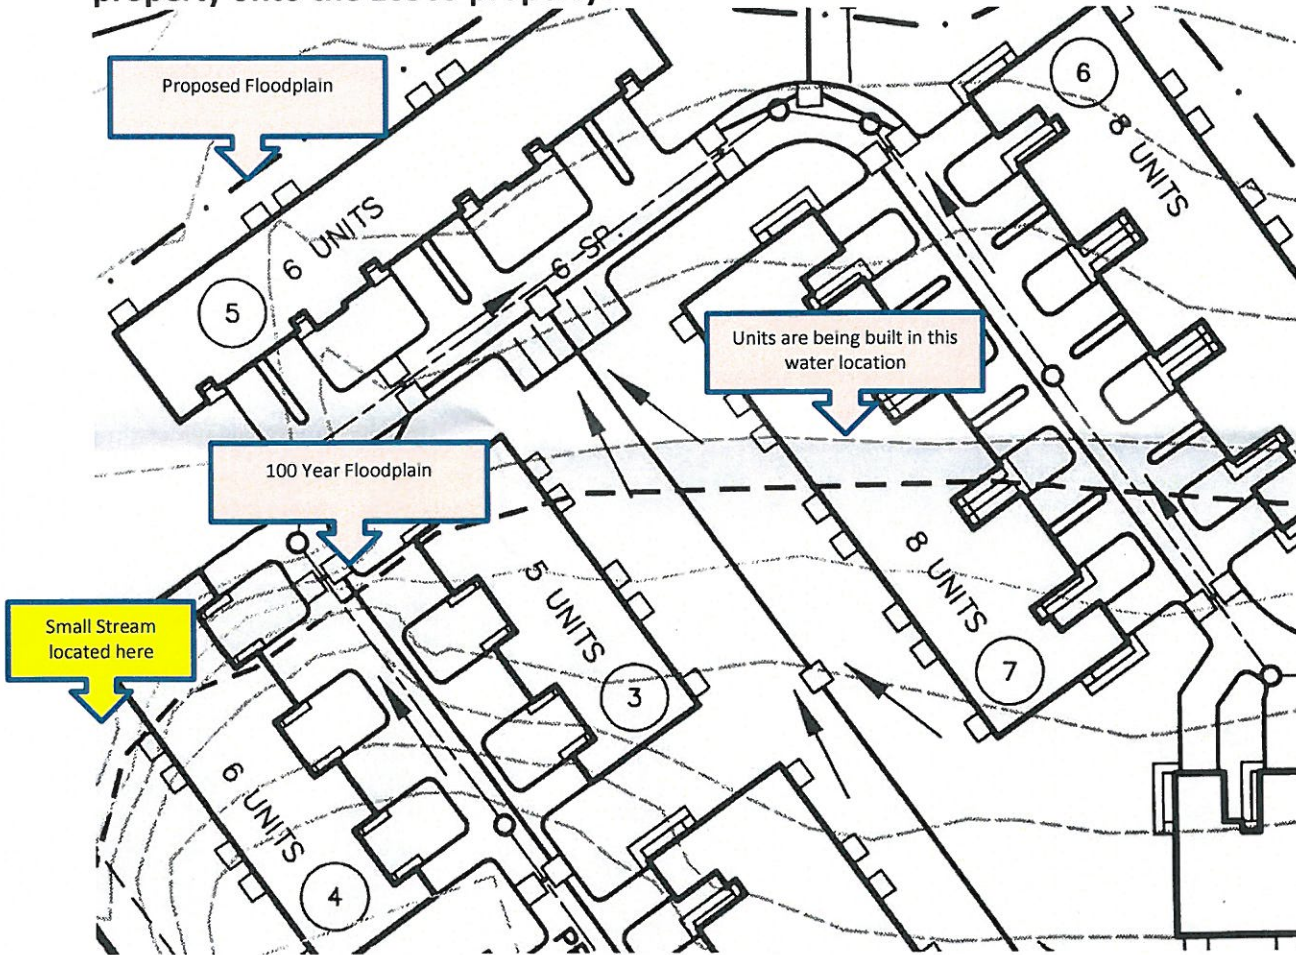 Proposed Floodplain
6
8 UNITS
6 UNITS
5
6 SP.
Units are being built in this
water location
100 Year Floodplain
5 UNITS
8 UNITS
Small Stream
located here
3
7
6 UNITS
4